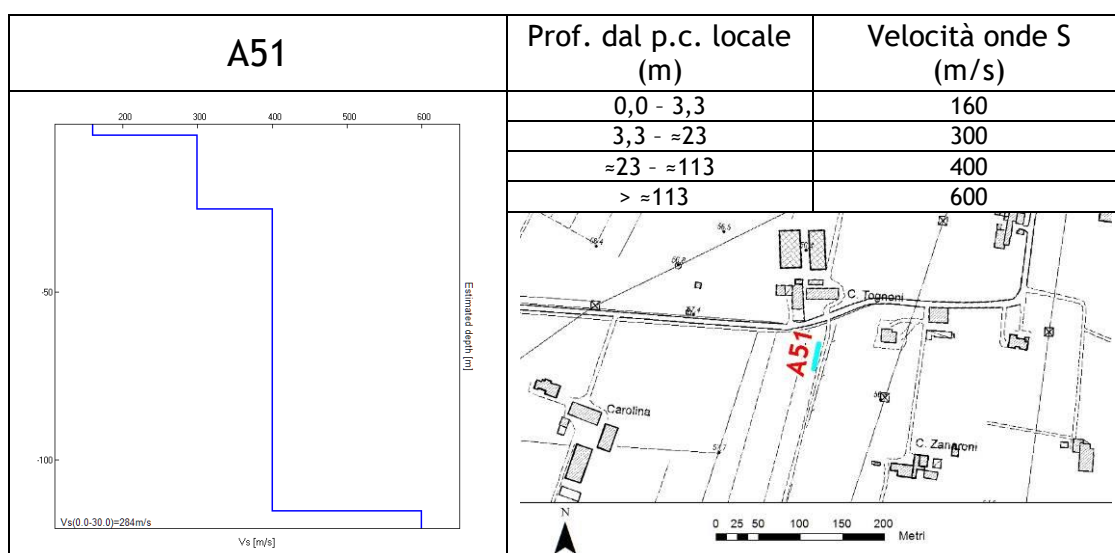 A51
Prof. dal p.c. locale
(m)
Velocità onde S
(m/s)
0,0 – 3,3
160
3,3 – ≈23
300
≈23 – ≈113
400
> ≈113
600
200 300 400 500 600
-50
-100
Estimated depth [m]
Vs(0.0-30.0)=284m/s
Vs [m/s]
56,5
C. Tognoni
A51
Carolina
C. Zanaroni
N
0 25 50 100 150 200
Metri